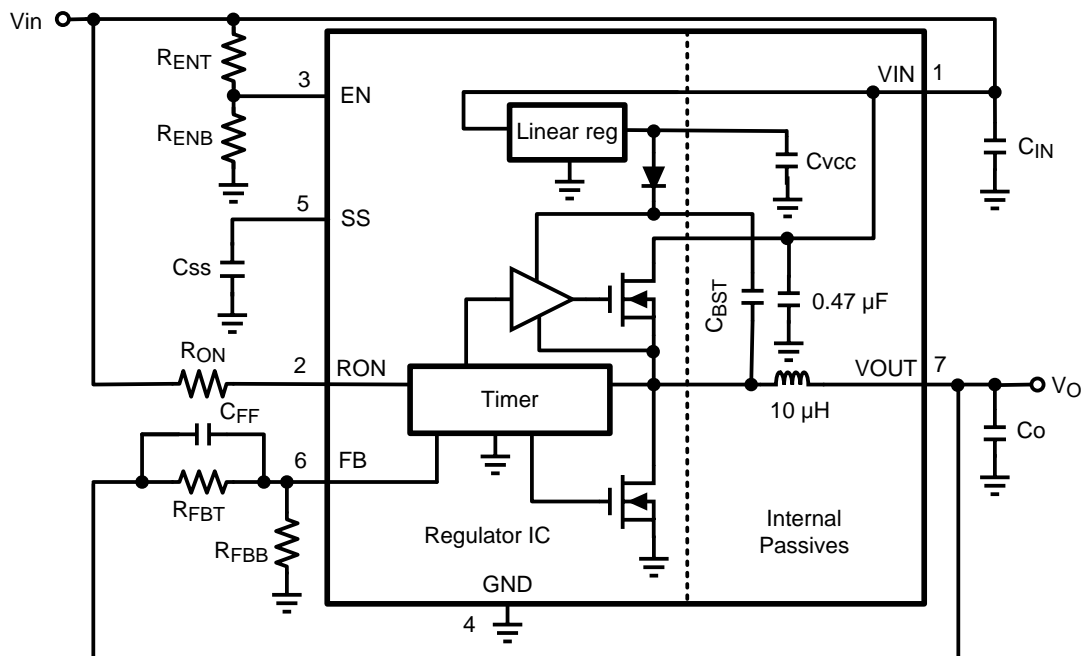 Vin
RENT
3
EN
VIN
1
RENB
Linear reg
Cvcc
CIN
5
SS
Css
CBST
0.47 µF
RON
2
RON
Timer
VOUT
7
VO
10 µH
CFF
Co
6
FB
RFBT
RFBB
Regulator IC
Internal
Passives
GND
4